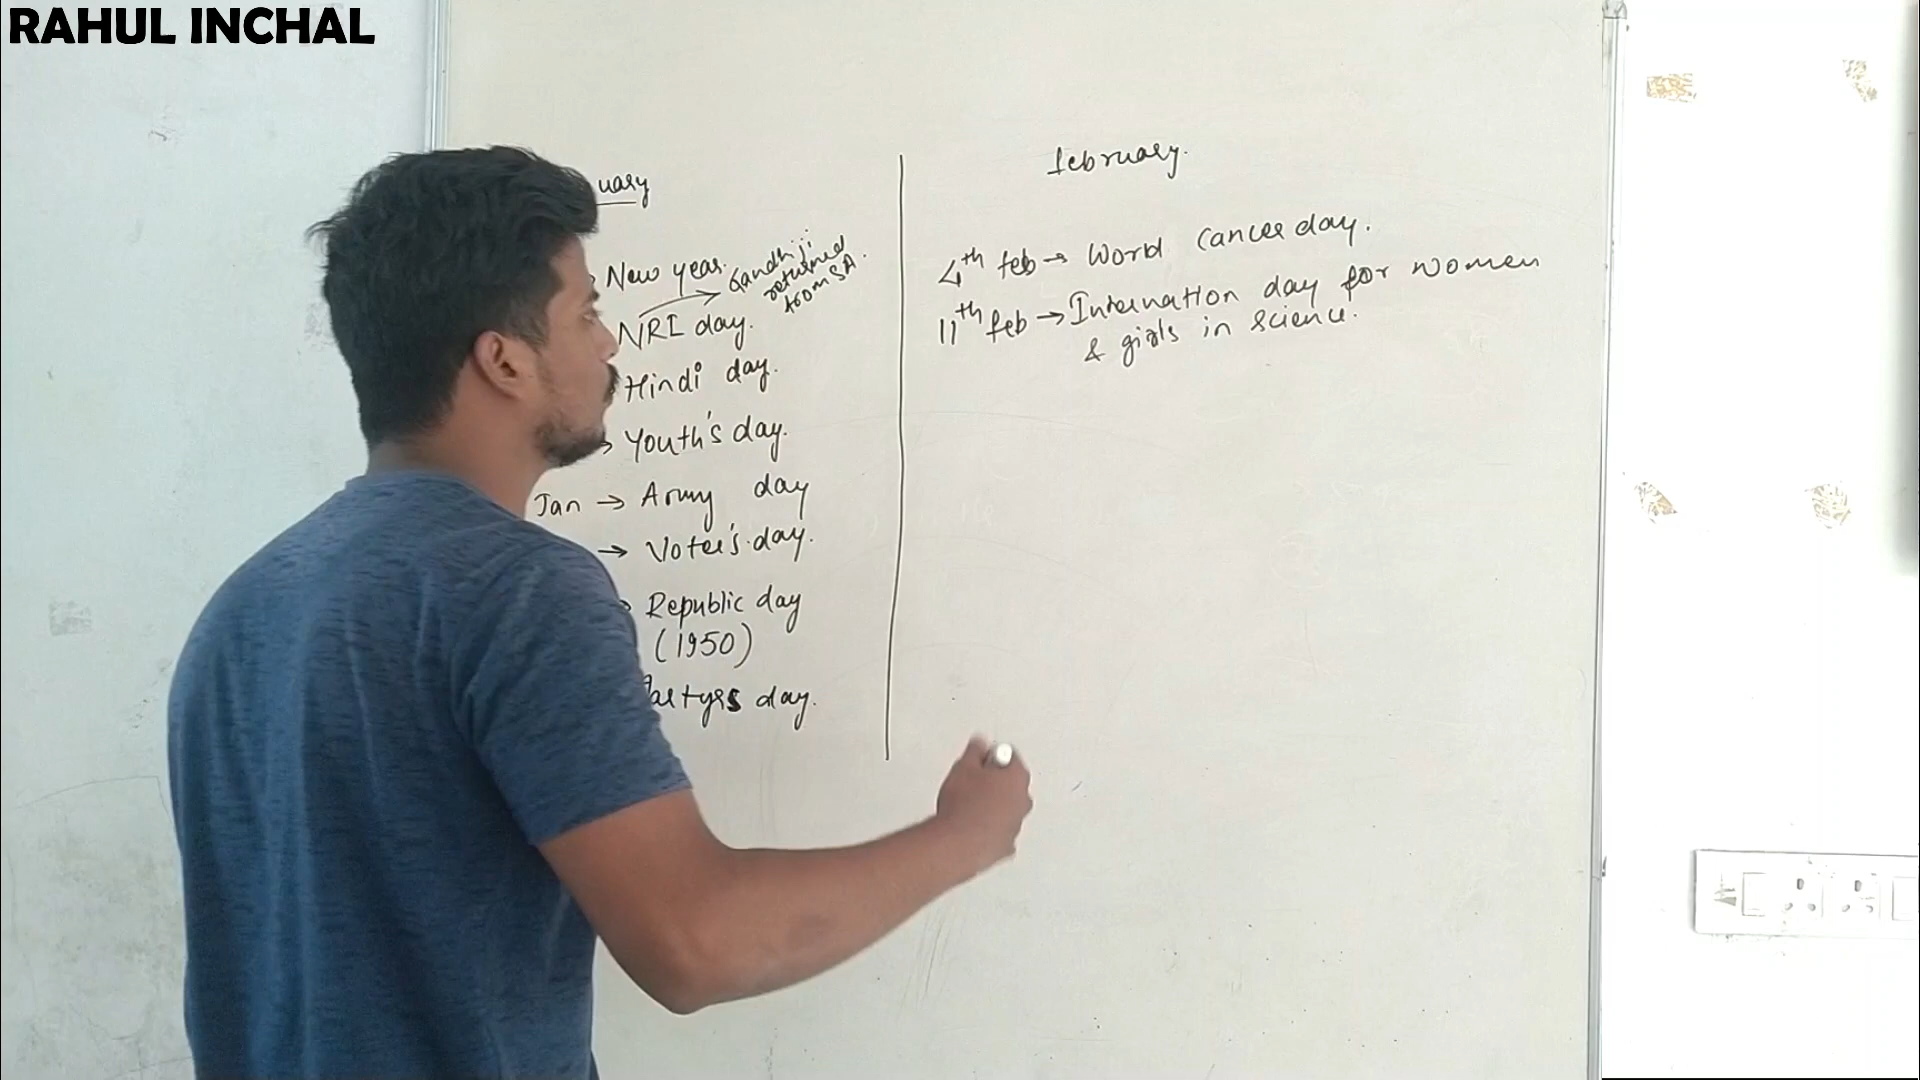 RAHUL INCHAL
uary
New year.
Gandhiji
returned
from SA.
NRI day.
Hindi day.
→ Youth's day.
Jan → Army day
→ Voter's day.
Republic day
(1950)
artyrs day.
february.
4th feb → World Cancer day.
11th feb → Internation day for women
& girls in science.